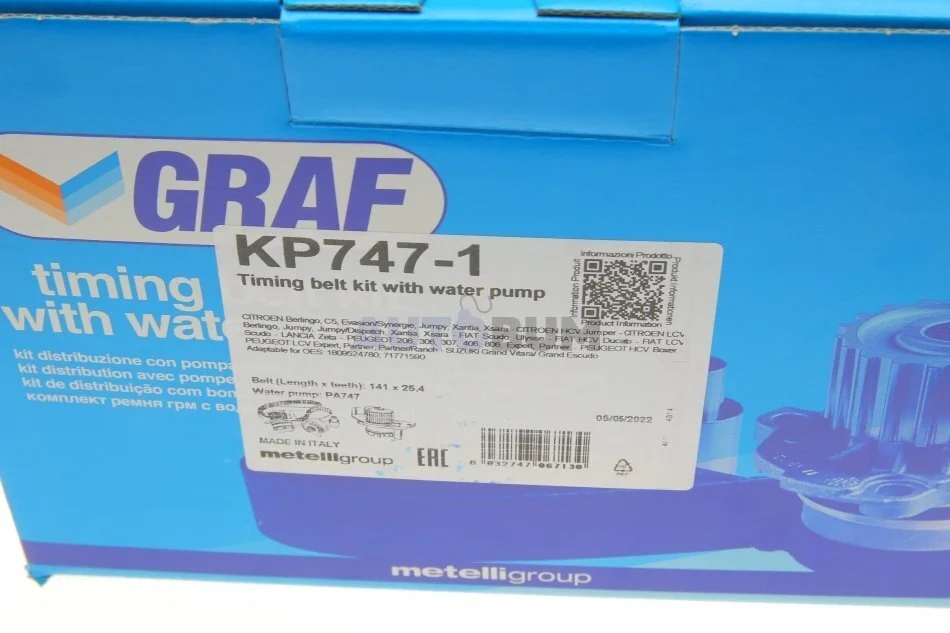 GRAF
KP747-1
Timing belt kit with water pump
Informazioni Prodotto
Information Produit
Product Information
timing
with wat
kit distribuzione con pompa
kit distribution avec pompe
kit de distribuição com bom
комплект ремня грм с во
CITROEN Berlingo, C5, Evasion/Synergie, Jumpy, Xantia, Xsara - CITROEN HCV Jumper - CITROEN LCV
Berlingo, Jumpy, Jumpy/Dispatch, Xantia, Xsara - FIAT Scudo, Ulysse - FIAT HCV Ducato - FIAT LCV
Scudo - LANCIA Zeta - PEUGEOT 206, 306, 307, 406, 806, Expert, Partner - PEUGEOT HCV Boxer
PEUGEOT LCV Expert, Partner, Partner/Ranch - SUZUKI Grand Vitara/ Grand Escudo
Adaptable for OES: 1609524780, 71771590
Belt (Length x teeth): 141 x 25,4
Water pump: PA747
05/05/2022
MADE IN ITALY
metelligroup
EAC
8 032747 067130
metelligroup